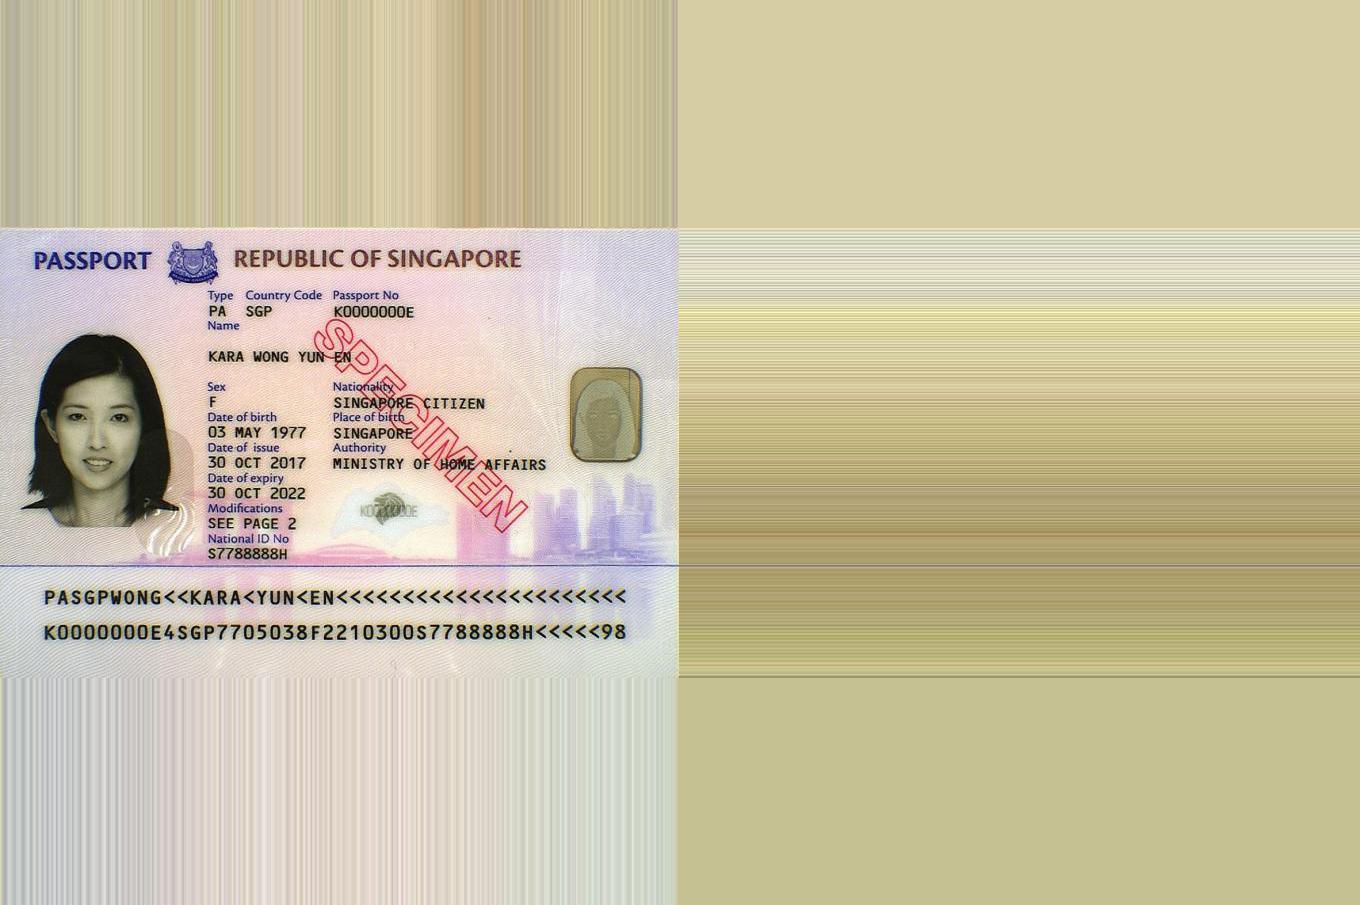 PASSPORT REPUBLIC OF SINGAPORE
Type Country Code Passport No
PA SGP K0000000E
Name
KARA WONG YUN EN
Sex Nationality
F SINGAPORE CITIZEN
Date of birth Place of birth
03 MAY 1977 SINGAPORE
Date of issue Authority
30 OCT 2017 MINISTRY OF HOME AFFAIRS
Date of expiry
30 OCT 2022
Modifications
SEE PAGE 2
National ID No
S7788888H
SPECIMEN
PASGPWONG<<KARA<YUN<EN<<<<<<<<<<<<<<<<<<<<<<
K0000000E4SGP7705038F2210300S7788888H<<<<<98